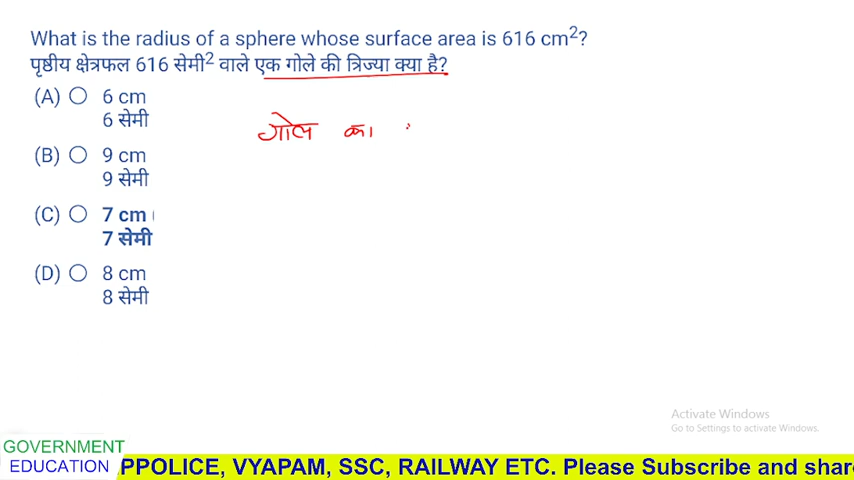 What is the radius of a sphere whose surface area is 616 cm²?
पृष्ठीय क्षेत्रफल 616 सेमी² वाले एक गोले की त्रिज्या क्या है?
(A) 6 cm
6 सेमी
गोल का
(B) 9 cm
9 सेमी
(C) 7 cm
7 सेमी
(D) 8 cm
8 सेमी
Activate Windows
Go to Settings to activate Windows.
GOVERNMENT
EDUCATION
PPOLICE, VYAPAM, SSC, RAILWAY ETC. Please Subscribe and shar